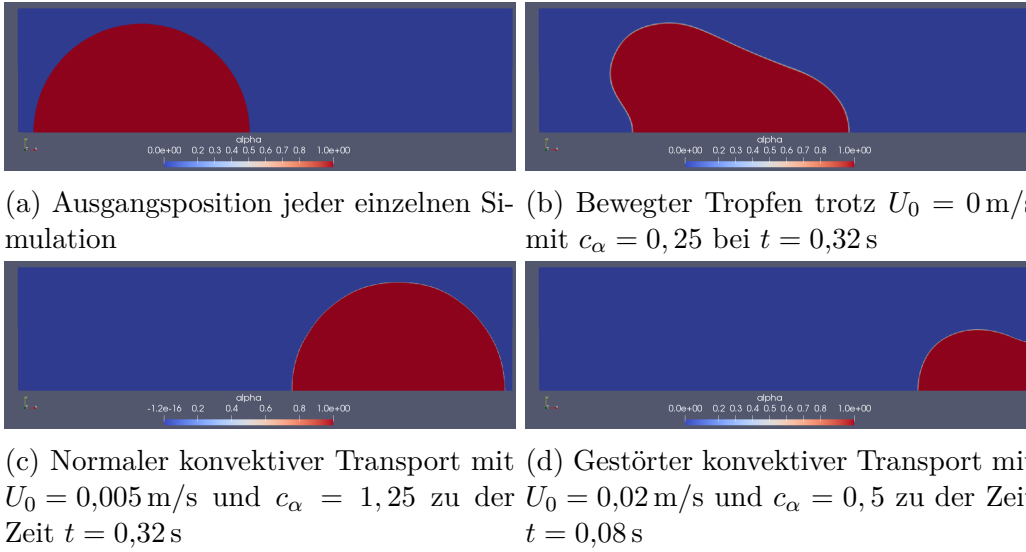 alpha
0.0e+00 0.2 0.3 0.4 0.5 0.6 0.7 0.8 1.0e+00
alpha
0.0e+00 0.2 0.3 0.4 0.5 0.6 0.7 0.8 1.0e+00
(a) Ausgangsposition jeder einzelnen Si-
mulation
(b) Bewegter Tropfen trotz U₀ = 0 m/s
mit c_α = 0, 25 bei t = 0,32 s
alpha
-1.2e-16 0.2 0.4 0.6 0.8 1.0e+00
alpha
0.0e+00 0.2 0.3 0.4 0.5 0.6 0.7 0.8 1.0e+00
(c) Normaler konvektiver Transport mit
U₀ = 0,005 m/s und c_α = 1, 25 zu der
Zeit t = 0,32 s
(d) Gestörter konvektiver Transport mit
U₀ = 0,02 m/s und c_α = 0, 5 zu der Zeit
t = 0,08 s